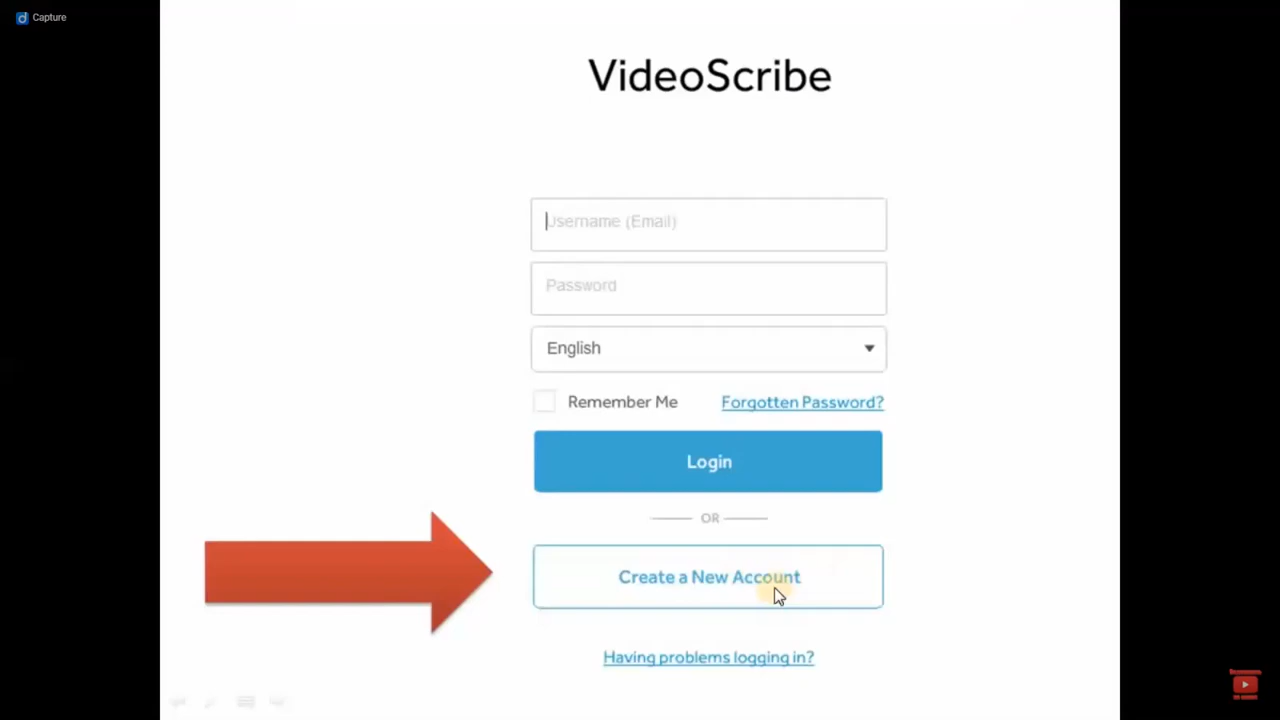 Capture
VideoScribe
Username (Email)
Password
English
Remember Me Forgotten Password?
Login
OR
Create a New Account
Having problems logging in?